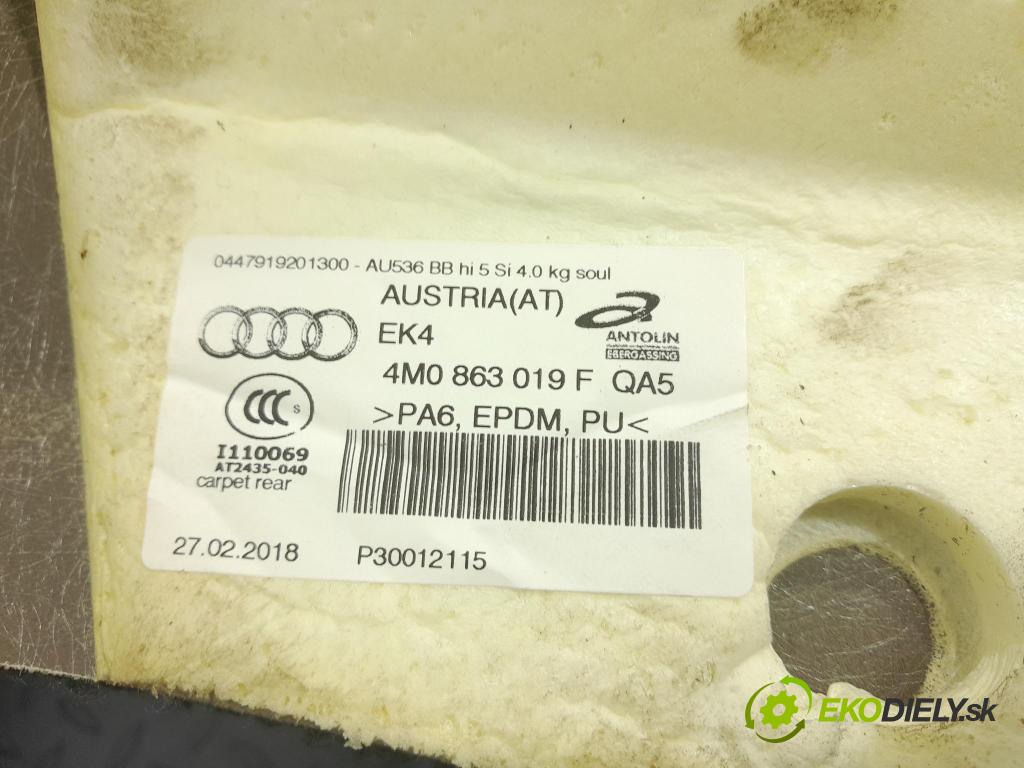 0447919201300 - AU536 BB hi 5 Si 4.0 kg soul
AUSTRIA(AT)
EK4
ANTOLIN
EBERGASSING
4M0 863 019 F QA5
>PA6, EPDM, PU<
CCC S
I110069
AT2435-040
carpet rear
27.02.2018 P30012115
EKODIELY.sk